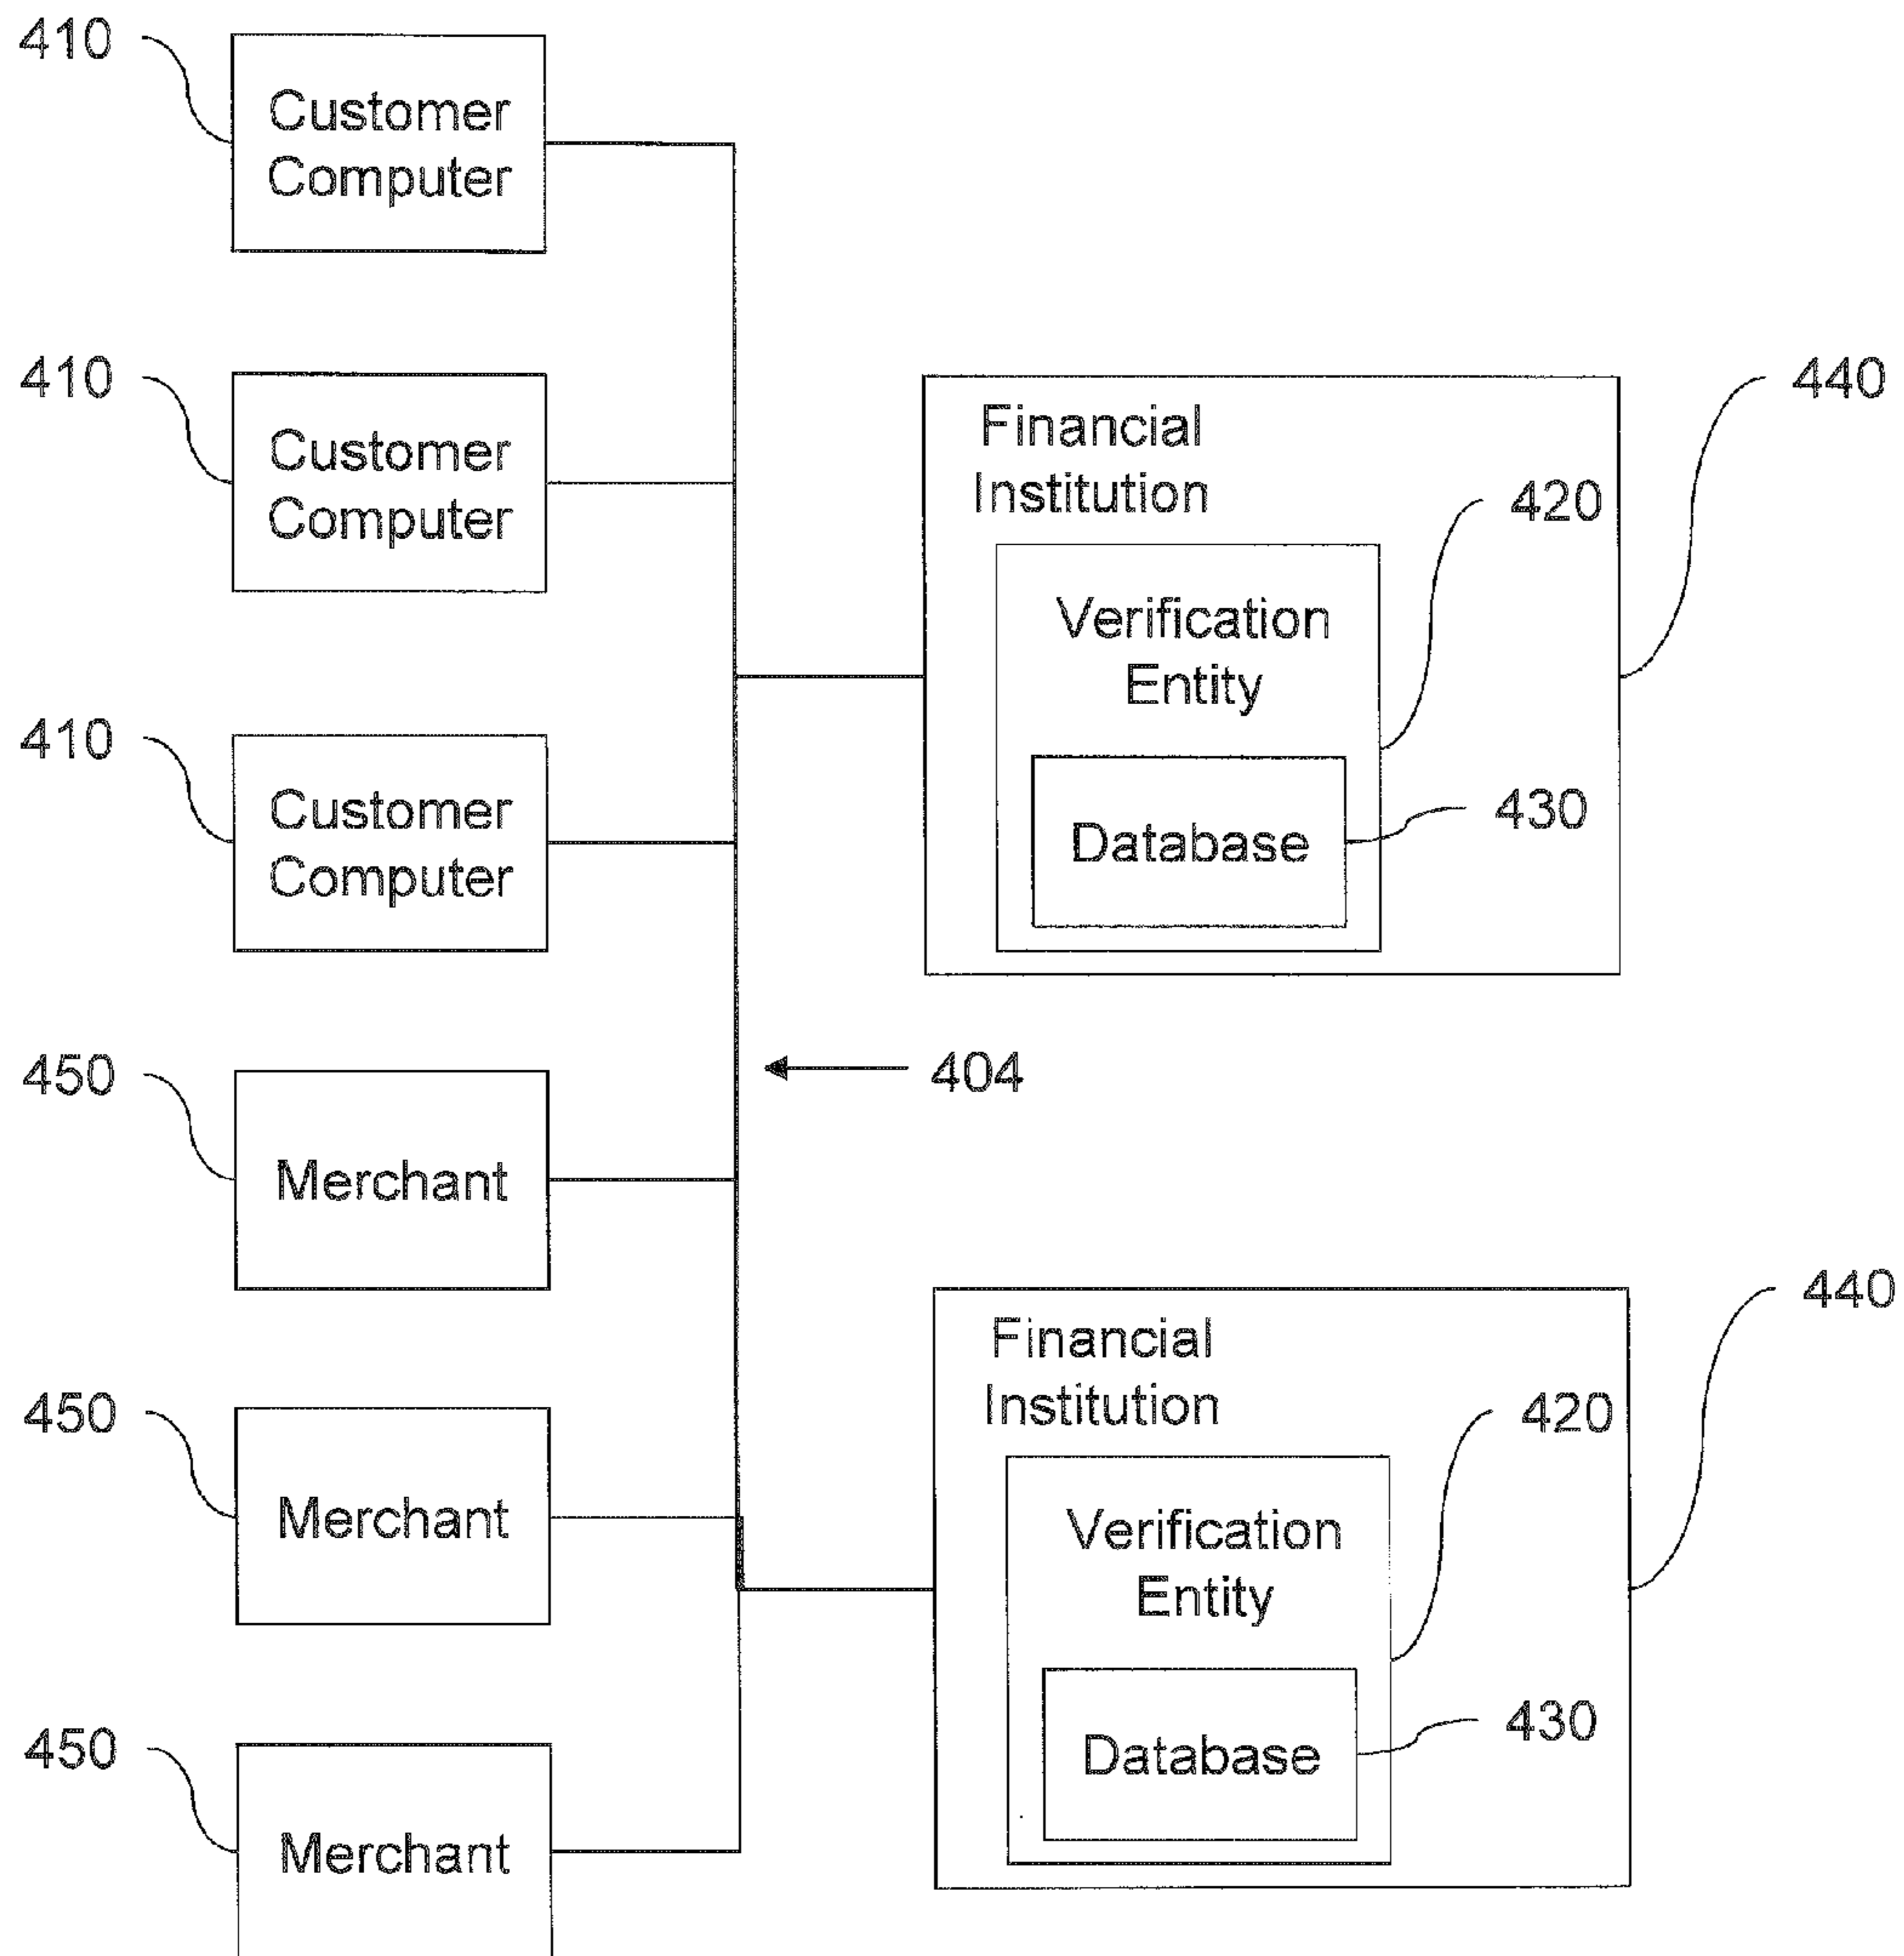 410
Customer
Computer
410
Customer
Computer
440
Financial
Institution
420
Verification
Entity
410
Customer
Computer
430
Database
450
Merchant
404
440
Financial
Institution
450
Merchant
420
Verification
Entity
450
Merchant
430
Database